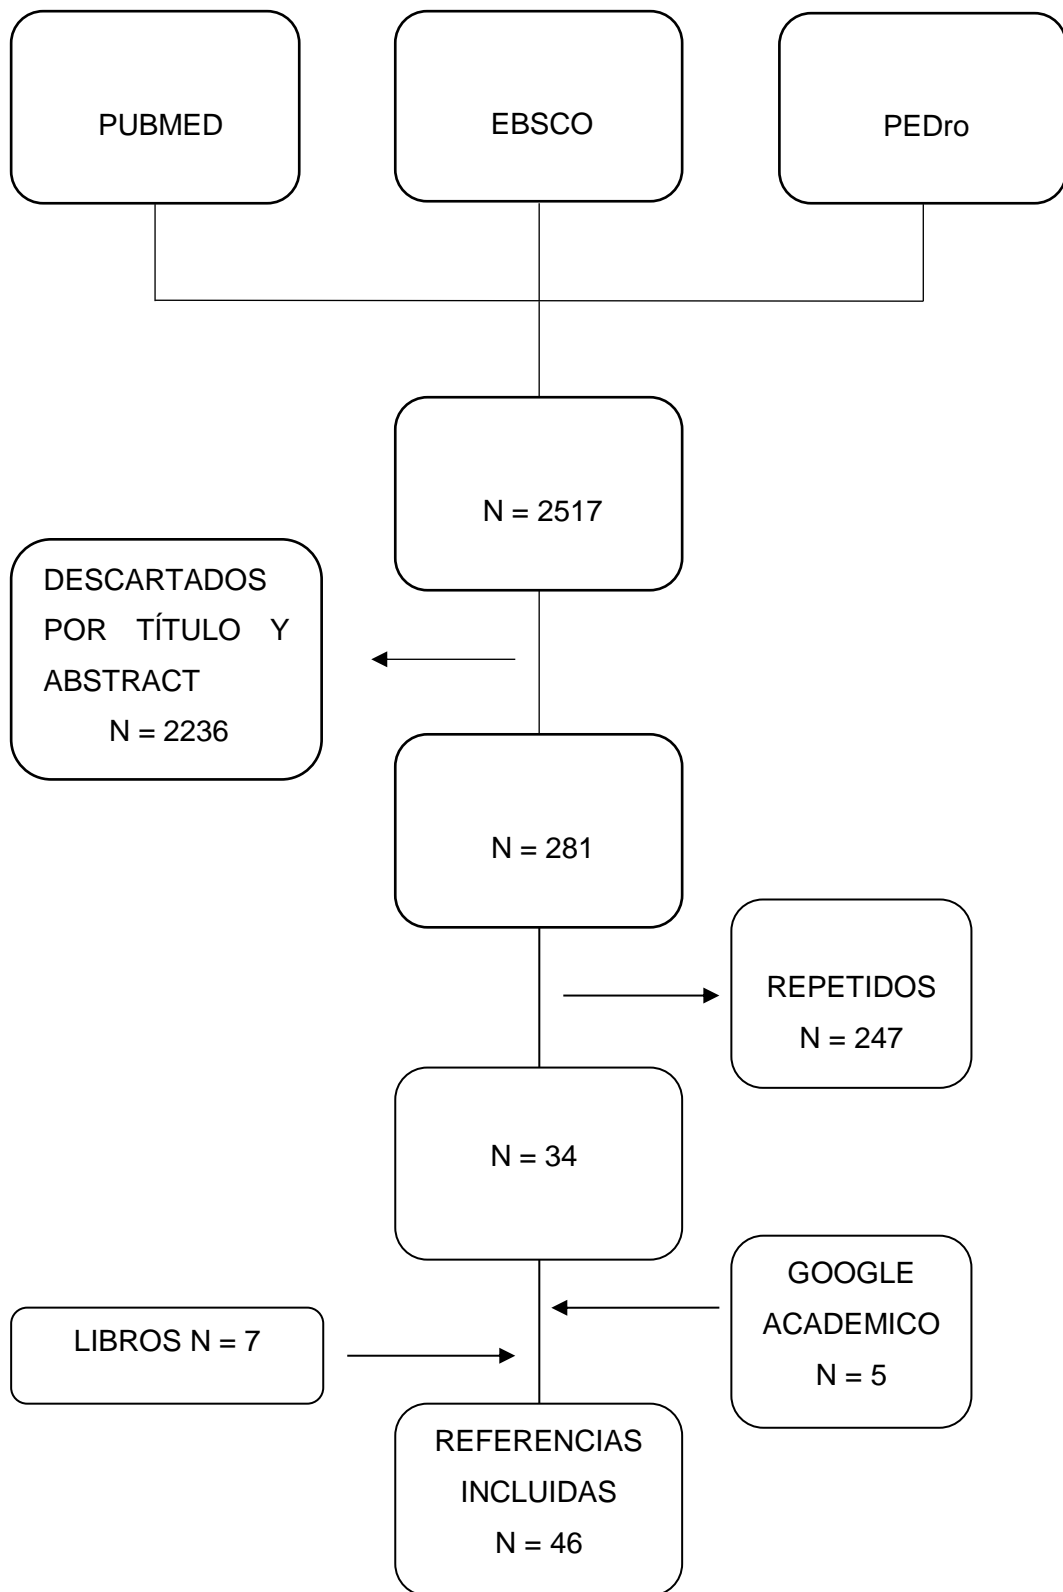 PUBMED
EBSCO
PEDro
N = 2517
DESCARTADOS
POR TÍTULO Y
ABSTRACT
N = 2236
N = 281
REPETIDOS
N = 247
N = 34
GOOGLE
ACADEMICO
N = 5
LIBROS N = 7
REFERENCIAS
INCLUIDAS
N = 46